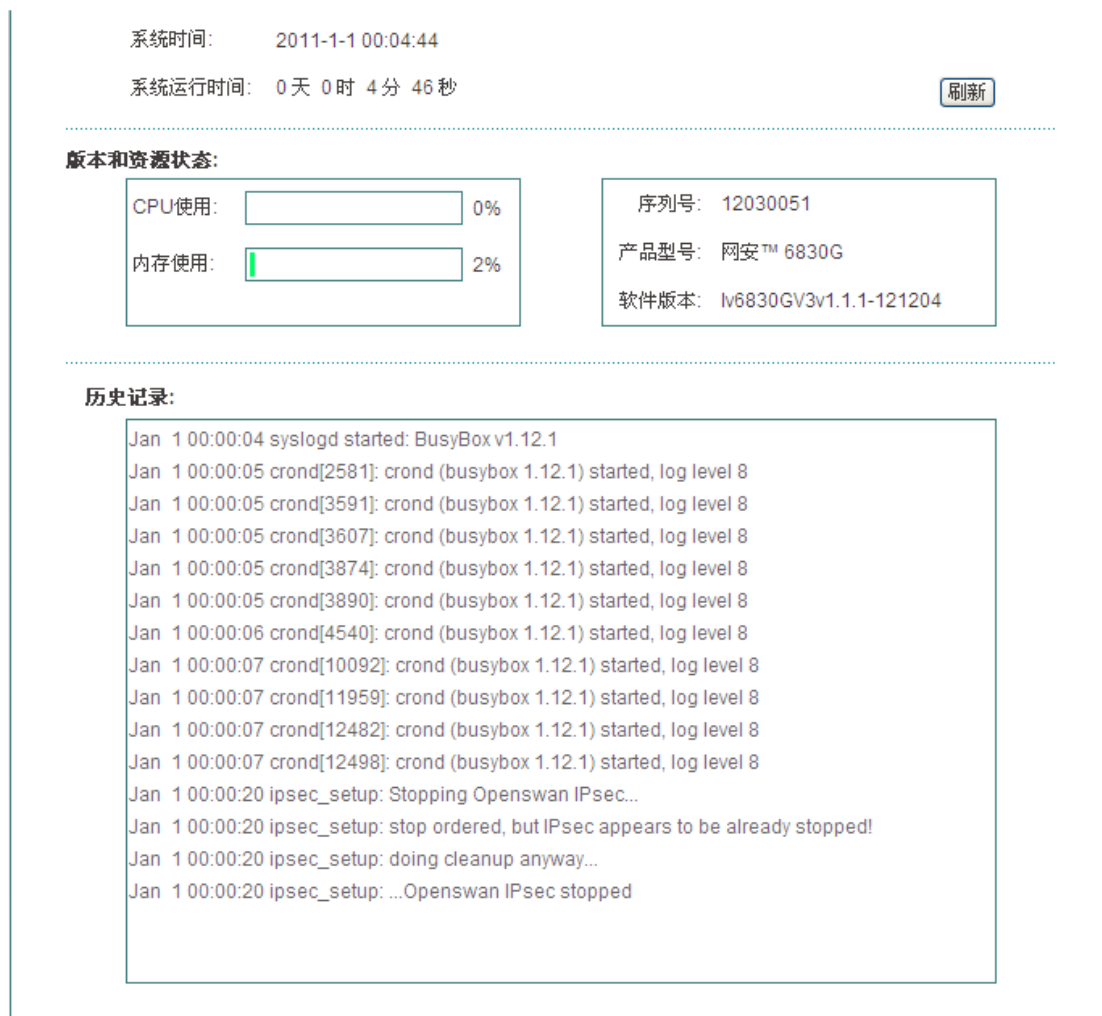 系统时间: 2011-1-1 00:04:44
系统运行时间: 0天 0时 4分 46秒
刷新
版本和资源状态:
CPU使用: 0%
内存使用: 2%
序列号: 12030051
产品型号: 网安™ 6830G
软件版本: lv6830GV3v1.1.1-121204
历史记录:
Jan 1 00:00:04 syslogd started: BusyBox v1.12.1
Jan 1 00:00:05 crond[2581]: crond (busybox 1.12.1) started, log level 8
Jan 1 00:00:05 crond[3591]: crond (busybox 1.12.1) started, log level 8
Jan 1 00:00:05 crond[3607]: crond (busybox 1.12.1) started, log level 8
Jan 1 00:00:05 crond[3874]: crond (busybox 1.12.1) started, log level 8
Jan 1 00:00:05 crond[3890]: crond (busybox 1.12.1) started, log level 8
Jan 1 00:00:06 crond[4540]: crond (busybox 1.12.1) started, log level 8
Jan 1 00:00:07 crond[10092]: crond (busybox 1.12.1) started, log level 8
Jan 1 00:00:07 crond[11959]: crond (busybox 1.12.1) started, log level 8
Jan 1 00:00:07 crond[12482]: crond (busybox 1.12.1) started, log level 8
Jan 1 00:00:07 crond[12498]: crond (busybox 1.12.1) started, log level 8
Jan 1 00:00:20 ipsec_setup: Stopping Openswan IPsec...
Jan 1 00:00:20 ipsec_setup: stop ordered, but IPsec appears to be already stopped!
Jan 1 00:00:20 ipsec_setup: doing cleanup anyway...
Jan 1 00:00:20 ipsec_setup: ...Openswan IPsec stopped